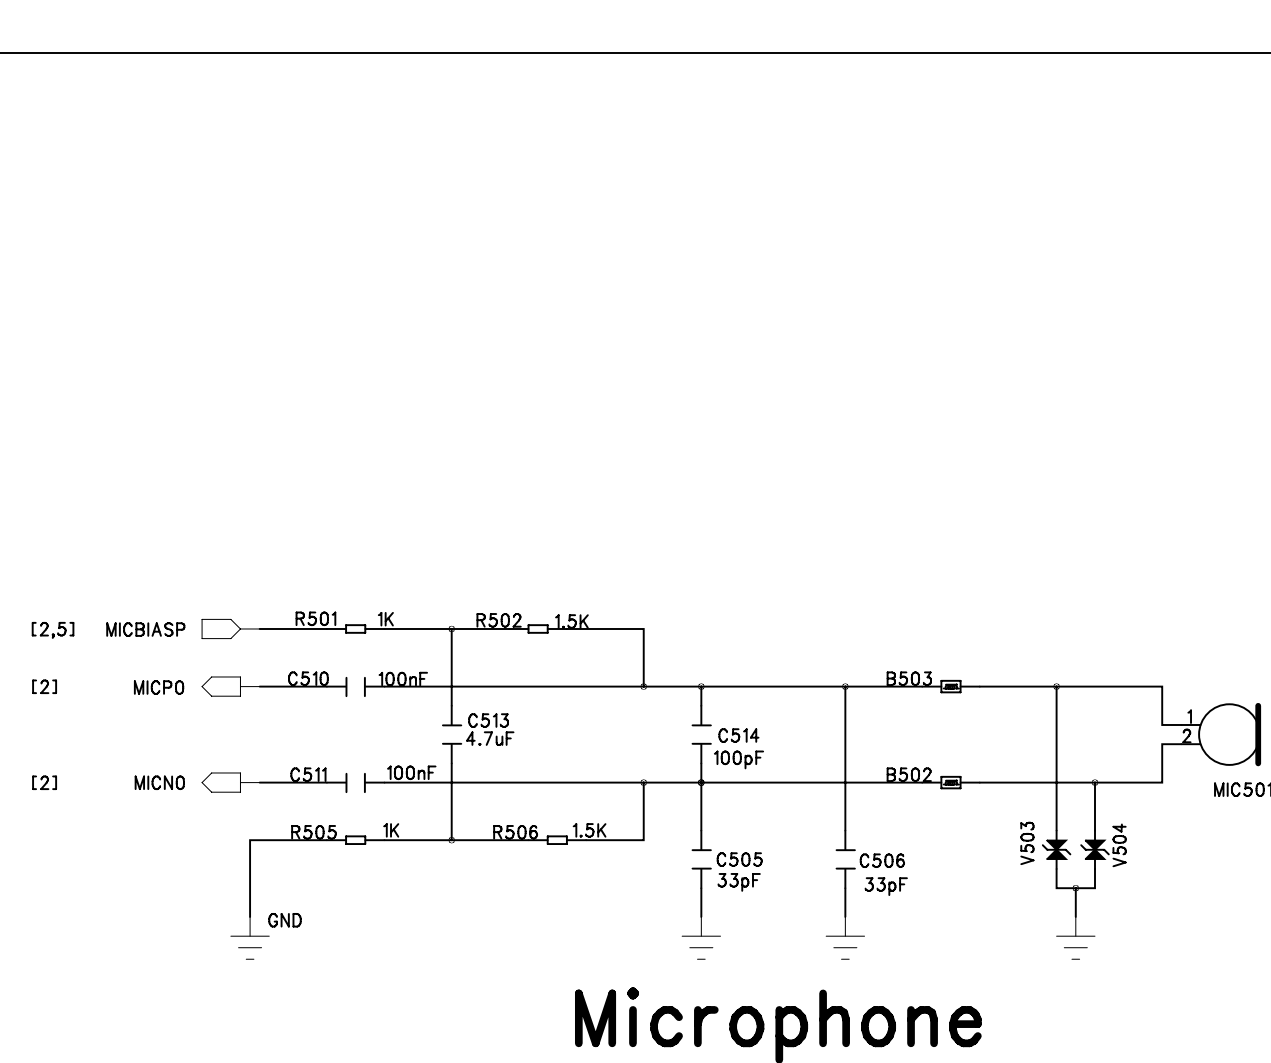 [2,5] MICBIASP R501 1K R502 1.5K
[2] MICP0 C510 100nF B503
C513
4.7uF
C514
100pF
1
2
MIC501
[2] MICN0 C511 100nF B502
R505 1K R506 1.5K
C505
33pF
C506
33pF
V503
V504
GND
Microphone